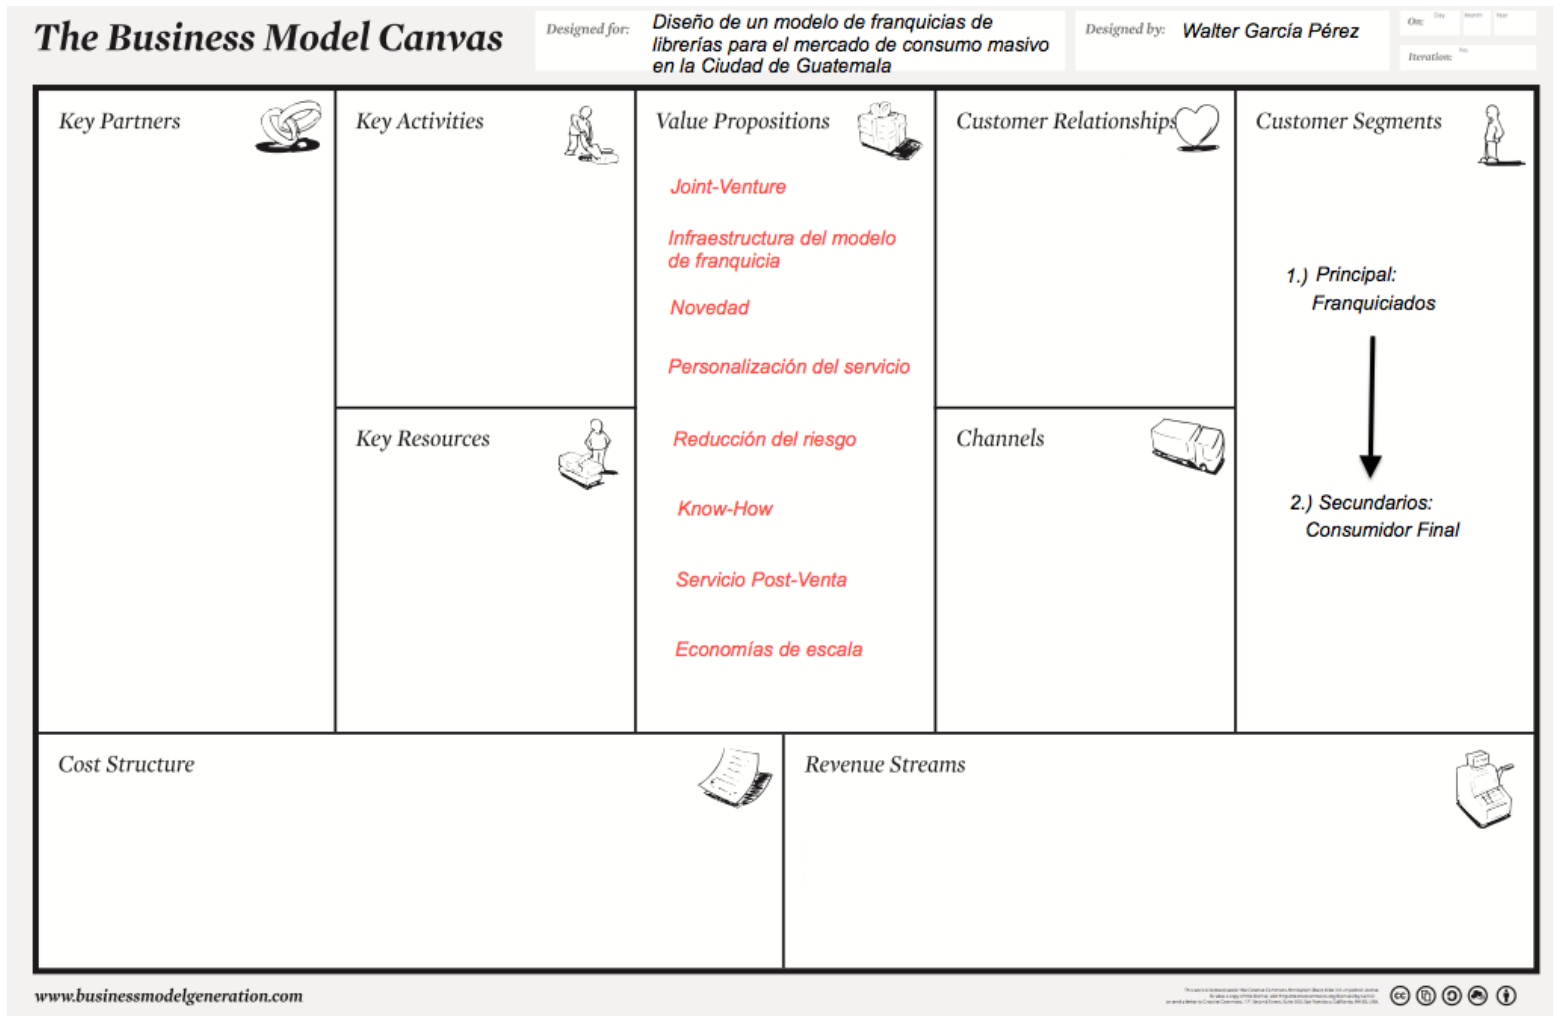 The Business Model Canvas
Designed for:
Diseño de un modelo de franquicias de
librerías para el mercado de consumo masivo
en la Ciudad de Guatemala
Designed by:
Walter García Pérez
On:
Day
Month
Year
Iteration:
No.
Key Partners
Key Activities
Key Resources
Value Propositions
Joint-Venture
Infraestructura del modelo
de franquicia
Novedad
Personalización del servicio
Reducción del riesgo
Know-How
Servicio Post-Venta
Economías de escala
Customer Relationships
Channels
Customer Segments
1.) Principal:
Franquiciados
2.) Secundarios:
Consumidor Final
Cost Structure
Revenue Streams
www.businessmodelgeneration.com